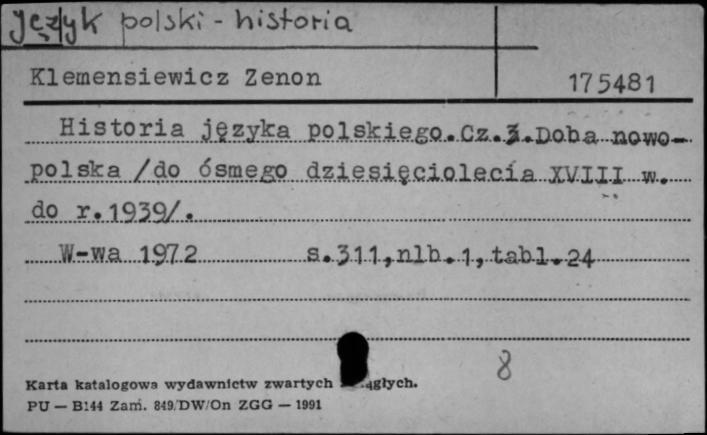 język polski - historia
Klemensiewicz Zenon 175481
Historia języka polskiego.Cz.3.Doba nowo-
polska /do ósmego dziesięciolecia XVIII w.
do r.1939/.
W-wa 1972 s.311,nlb.1,tabl.24
8
Karta katalogowa wydawnictw zwartych
PU — B144 Zam. 849/DW/On ZGG — 1991